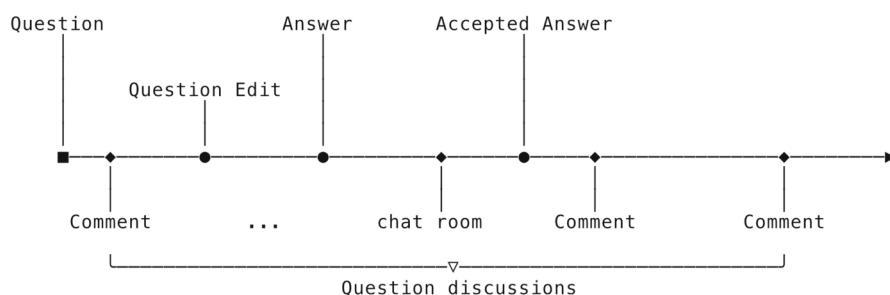 Question Answer Accepted Answer
Question Edit
Comment ... chat room Comment Comment
Question discussions